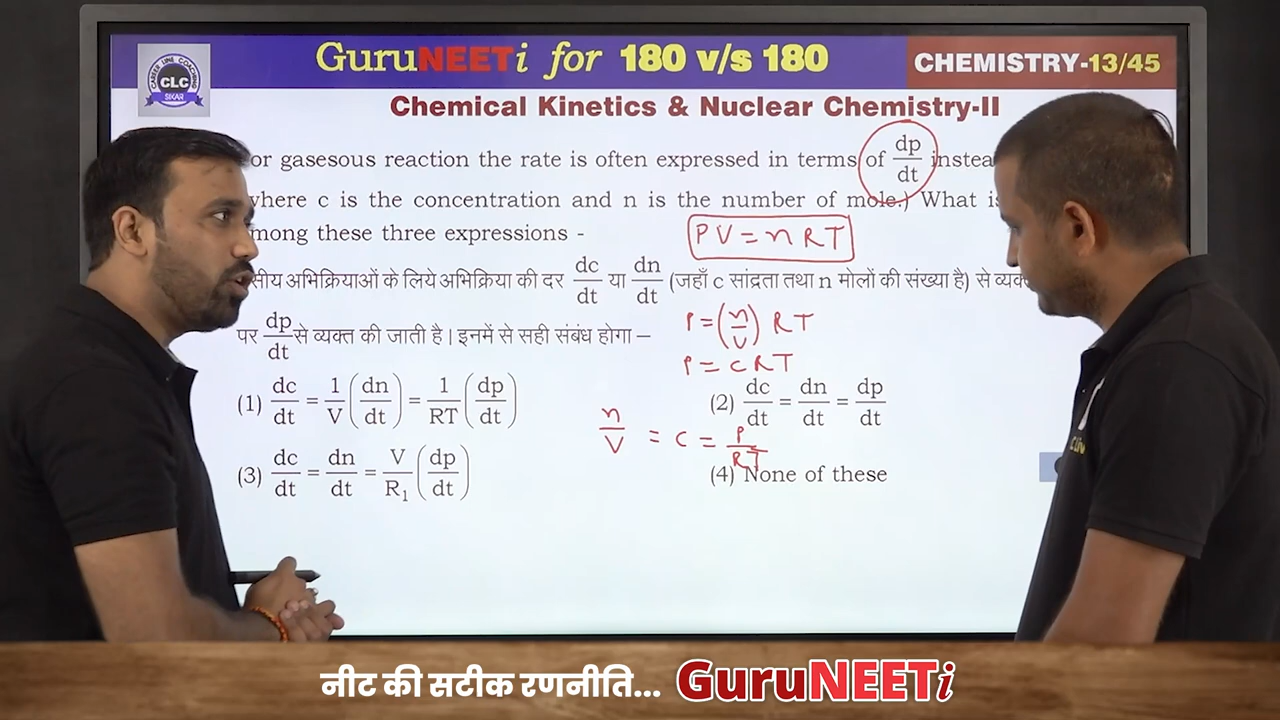 GuruNEETi for 180 v/s 180
CHEMISTRY-13/45
CAREER LINE COACHING
CLC
SIKAR
Chemical Kinetics & Nuclear Chemistry-II
or gasesous reaction the rate is often expressed in terms of dp/dt
where c is the concentration and n is the number of mole.) What is
mong these three expressions -
PV = nRT
सीय अभिक्रियाओं के लिये अभिक्रिया की दर dc/dt या dn/dt (जहाँ c सांद्रता तथा n मोलों की संख्या है) से
पर dp/dt से व्यक्त की जाती है। इनमें से सही संबंध होगा –
P = (n/V) RT
P = CRT
(1) dc/dt = 1/V (dn/dt) = 1/RT (dp/dt)
(2) dc/dt = dn/dt = dp/dt
n/V = C = P/RT
(3) dc/dt = dn/dt = V/R₁ (dp/dt)
(4) None of these
नीट की सटीक रणनीति... GuruNEETi